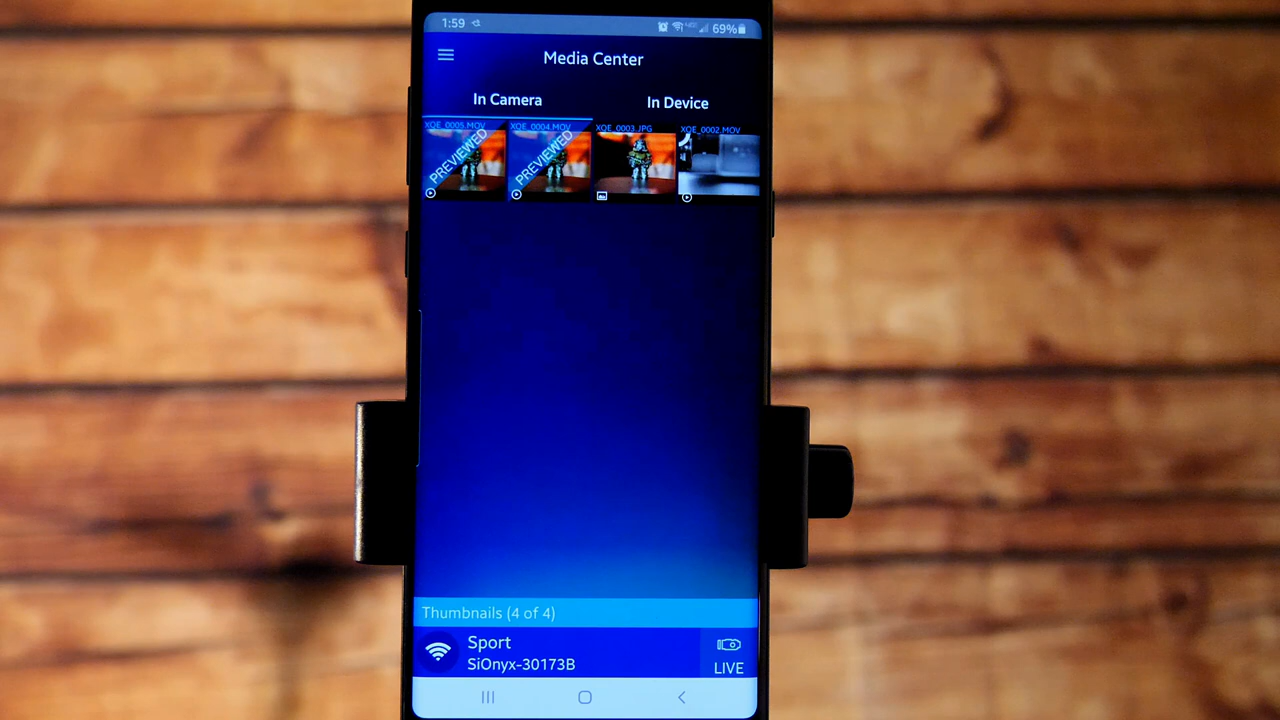 1:59 69%
Media Center
In Camera In Device
XQE_0005.MOV XQE_0004.MOV XQE_0003.JPG XQE_0002.MOV
PREVIEWED PREVIEWED
Thumbnails (4 of 4)
Sport
SiOnyx-30173B
LIVE